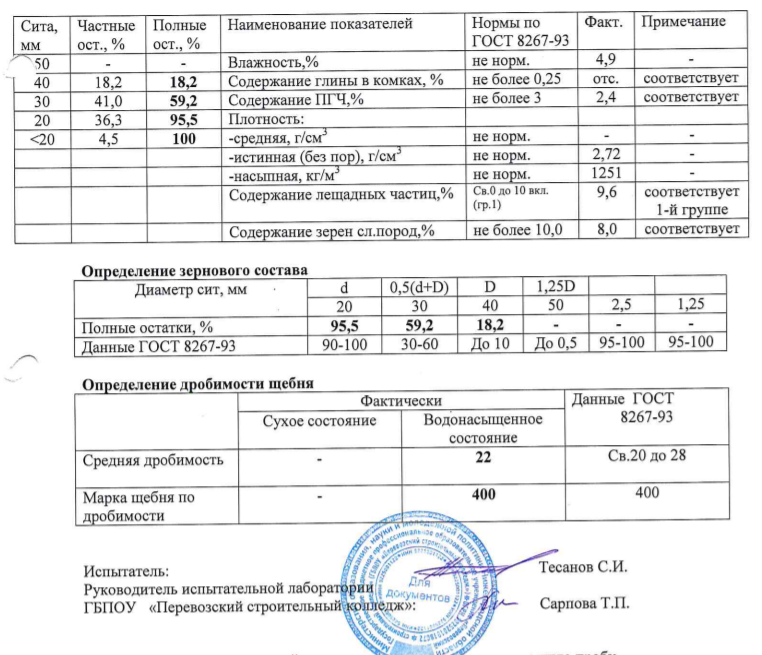 Сита, мм | Частные ост., % | Полные ост., % | Наименование показателей | Нормы по ГОСТ 8267-93 | Факт. | Примечание
50 | - | - | Влажность,% | не норм. | 4,9 | -
40 | 18,2 | 18,2 | Содержание глины в комках, % | не более 0,25 | отс. | соответствует
30 | 41,0 | 59,2 | Содержание ПГЧ,% | не более 3 | 2,4 | соответствует
20 | 36,3 | 95,5 | Плотность:
<20 | 4,5 | 100 | -средняя, г/см³ | не норм. | - | -
-истинная (без пор), г/см³ | не норм. | 2,72 | -
-насыпная, кг/м³ | не норм. | 1251 | -
Содержание лещадных частиц,% | Св.0 до 10 вкл. (гр.1) | 9,6 | соответствует 1-й группе
Содержание зерен сл.пород,% | не более 10,0 | 8,0 | соответствует
Определение зернового состава
Диаметр сит, мм | d | 0,5(d+D) | D | 1,25D
20 | 30 | 40 | 50 | 2,5 | 1,25
Полные остатки, % | 95,5 | 59,2 | 18,2 | - | - | -
Данные ГОСТ 8267-93 | 90-100 | 30-60 | До 10 | До 0,5 | 95-100 | 95-100
Определение дробимости щебня
Фактически | Данные ГОСТ 8267-93
Сухое состояние | Водонасыщенное состояние
Средняя дробимость | - | 22 | Св.20 до 28
Марка щебня по дробимости | - | 400 | 400
Испытатель: Тесанов С.И.
Руководитель испытательной лаборатории
ГБПОУ «Перевозский строительный колледж»: Сарпова Т.П.
Для
документов